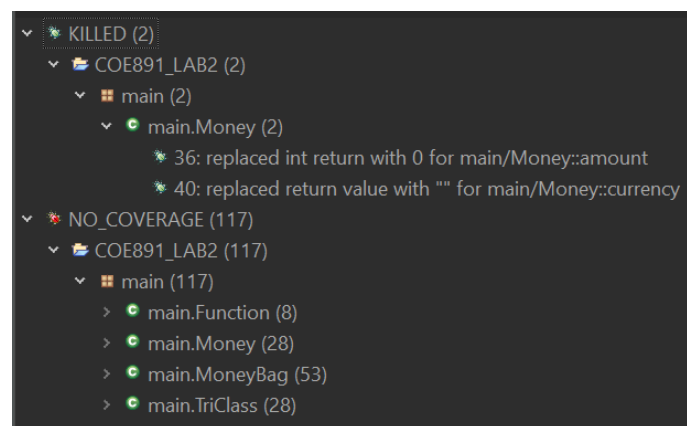 KILLED (2)
COE891_LAB2 (2)
main (2)
main.Money (2)
36: replaced int return with 0 for main/Money::amount
40: replaced return value with "" for main/Money::currency
NO_COVERAGE (117)
COE891_LAB2 (117)
main (117)
main.Function (8)
main.Money (28)
main.MoneyBag (53)
main.TriClass (28)